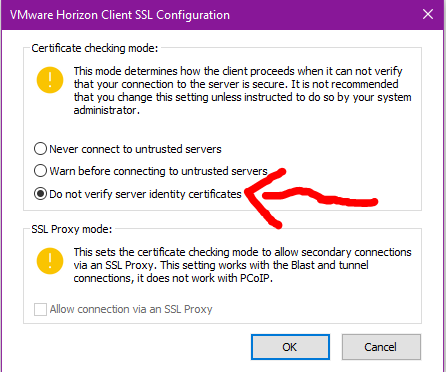 VMware Horizon Client SSL Configuration
Certificate checking mode:
This mode determines how the client proceeds when it can not verify
that your connection to the server is secure. It is not recommended
that you change this setting unless instructed to do so by your system
administrator.
Never connect to untrusted servers
Warn before connecting to untrusted servers
Do not verify server identity certificates
SSL Proxy mode:
This sets the certificate checking mode to allow secondary connections
via an SSL Proxy. This setting works with the Blast and tunnel
connections, it does not work with PCoIP.
Allow connection via an SSL Proxy
OK
Cancel